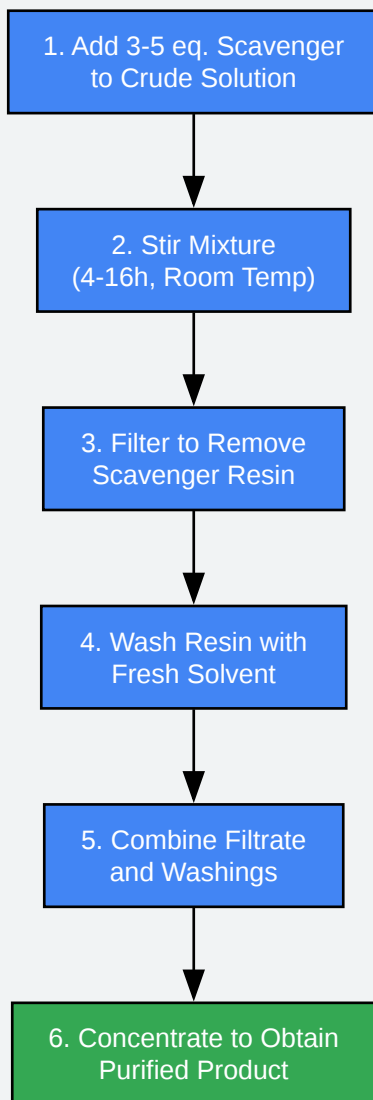 1. Add 3-5 eq. Scavenger
to Crude Solution
2. Stir Mixture
(4-16h, Room Temp)
3. Filter to Remove
Scavenger Resin
4. Wash Resin with
Fresh Solvent
5. Combine Filtrate
and Washings
6. Concentrate to Obtain
Purified Product